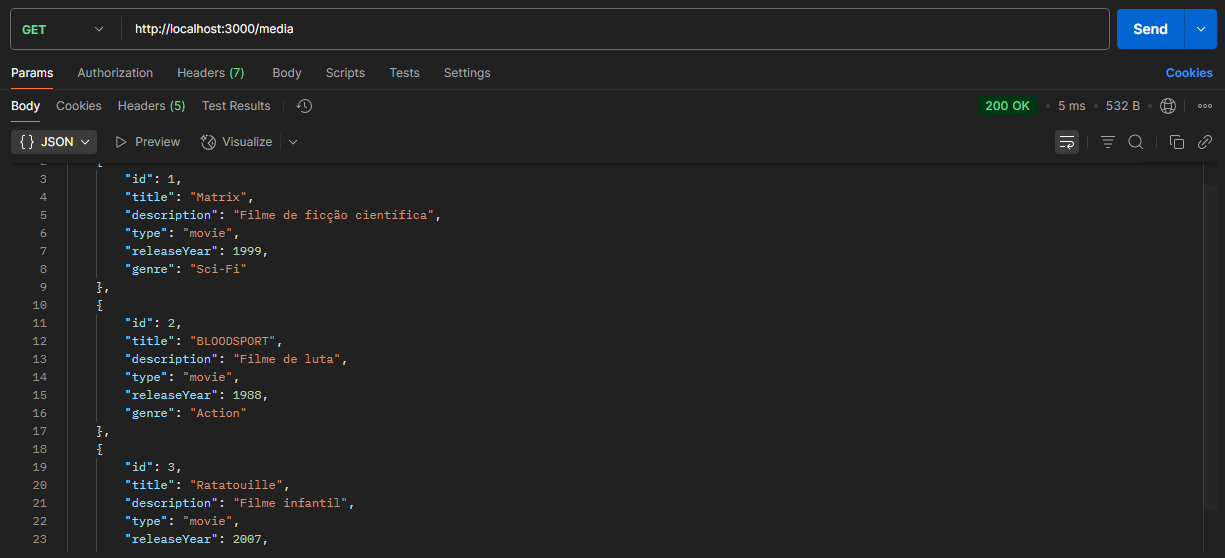 GET http://localhost:3000/media Send
Params Authorization Headers (7) Body Scripts Tests Settings Cookies
Body Cookies Headers (5) Test Results 200 OK • 5 ms • 532 B •
{} JSON Preview Visualize
2 {
3 "id": 1,
4 "title": "Matrix",
5 "description": "Filme de ficção científica",
6 "type": "movie",
7 "releaseYear": 1999,
8 "genre": "Sci-Fi"
9 },
10 {
11 "id": 2,
12 "title": "BLOODSPORT",
13 "description": "Filme de luta",
14 "type": "movie",
15 "releaseYear": 1988,
16 "genre": "Action"
17 },
18 {
19 "id": 3,
20 "title": "Ratatouille",
21 "description": "Filme infantil",
22 "type": "movie",
23 "releaseYear": 2007,